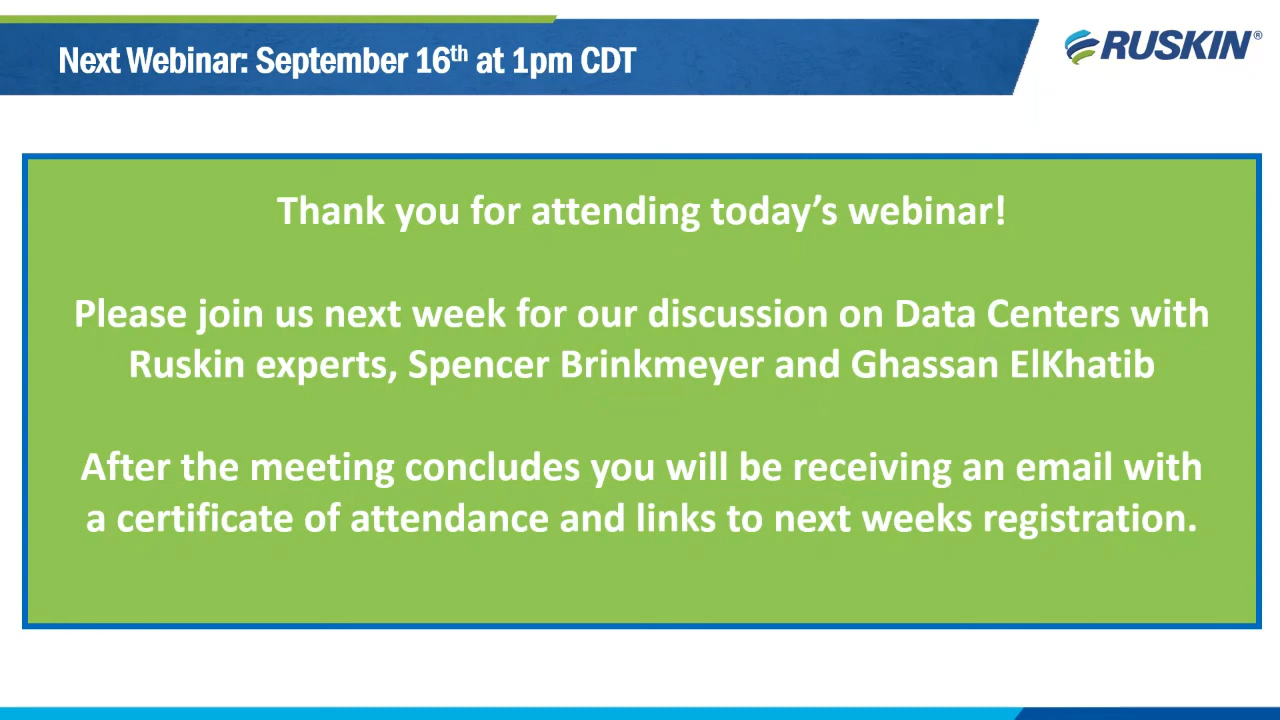 Next Webinar: September 16th at 1pm CDT
RUSKIN®
Thank you for attending today’s webinar!
Please join us next week for our discussion on Data Centers with
Ruskin experts, Spencer Brinkmeyer and Ghassan ElKhatib
After the meeting concludes you will be receiving an email with
a certificate of attendance and links to next weeks registration.